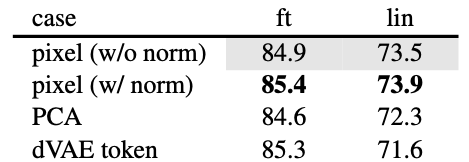 case ft lin
pixel (w/o norm) 84.9 73.5
pixel (w/ norm) 85.4 73.9
PCA 84.6 72.3
dVAE token 85.3 71.6